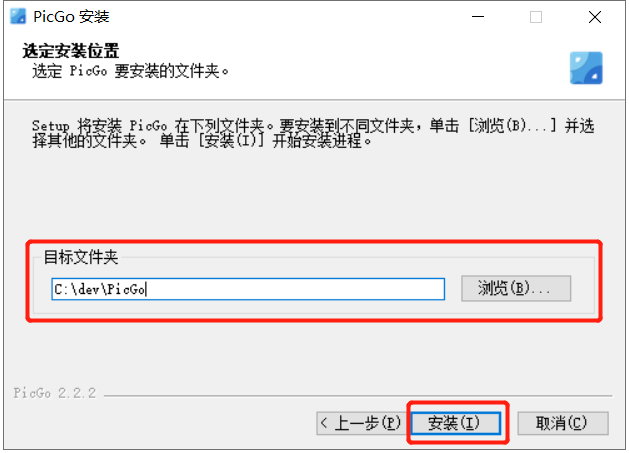 PicGo 安装
选定安装位置
选定 PicGo 要安装的文件夹。
Setup 将安装 PicGo 在下列文件夹。要安装到不同文件夹，单击 [浏览(B)...] 并选
择其他的文件夹。 单击 [安装(I)] 开始安装进程。
目标文件夹
C:\dev\PicGo
浏览(B)...
PicGo 2.2.2
< 上一步(P)
安装(I)
取消(C)